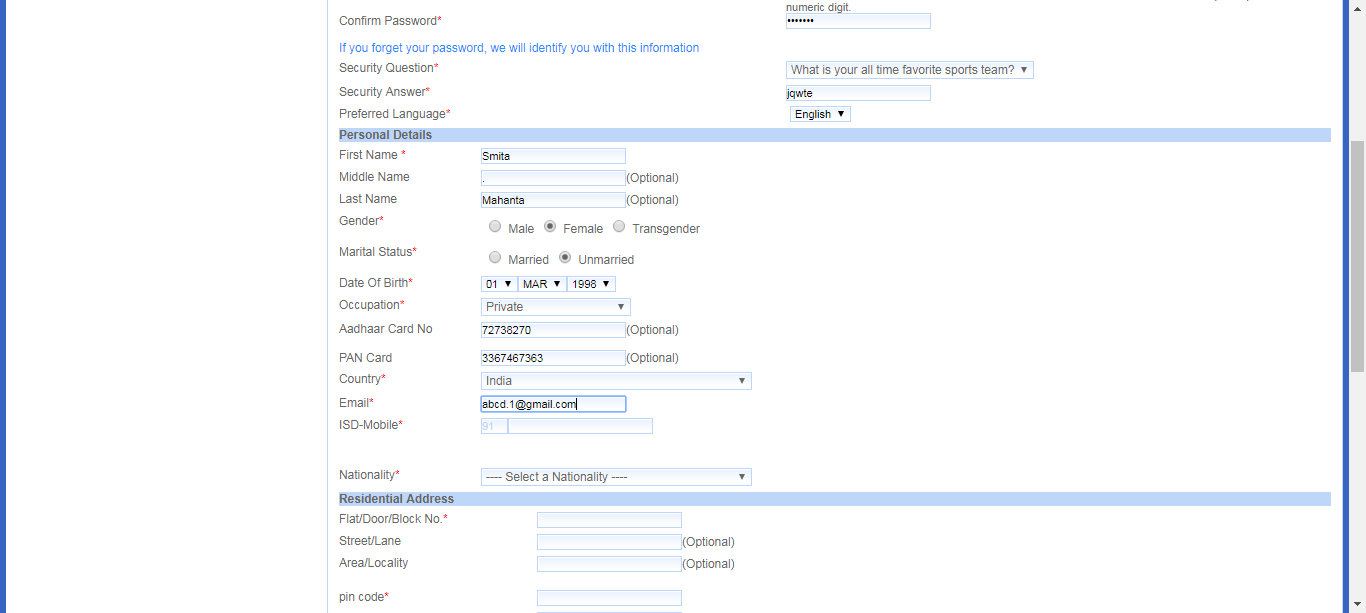 numeric digit.
Confirm Password* •••••••
If you forget your password, we will identify you with this information
Security Question* What is your all time favorite sports team?
Security Answer* jqwte
Preferred Language* English
Personal Details
First Name * Smita
Middle Name . (Optional)
Last Name Mahanta (Optional)
Gender* Male Female Transgender
Marital Status* Married Unmarried
Date Of Birth* 01 MAR 1998
Occupation* Private
Aadhaar Card No 72738270 (Optional)
PAN Card 3367467363 (Optional)
Country* India
Email* abcd.1@gmail.com
ISD-Mobile* 91
Nationality* ---- Select a Nationality ----
Residential Address
Flat/Door/Block No.*
Street/Lane (Optional)
Area/Locality (Optional)
pin code*